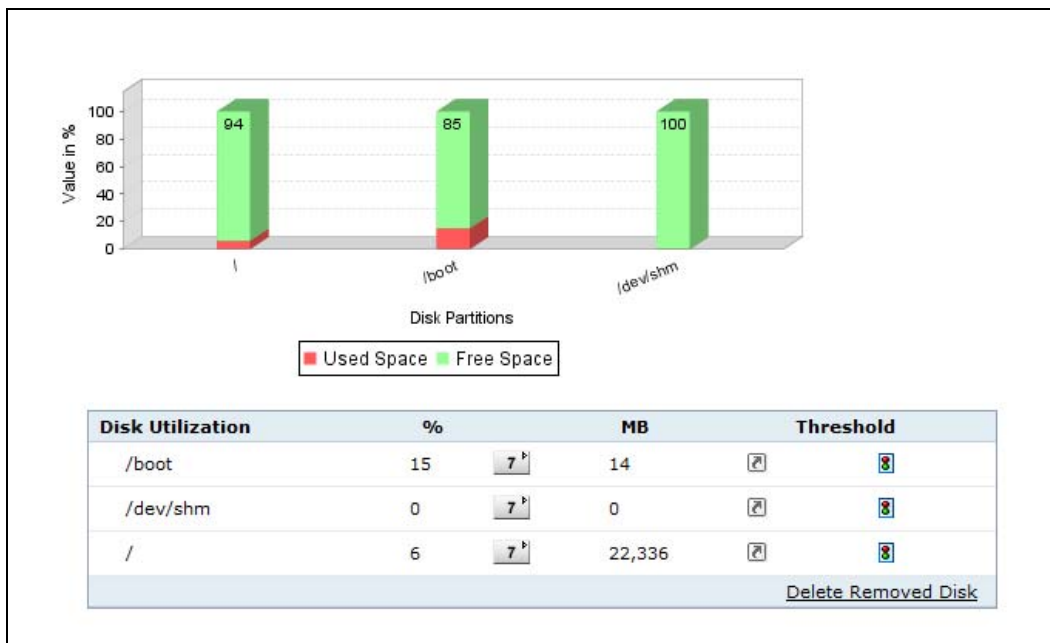 Value in %
100
80
60
40
20
0
94
85
100
/
/boot
/dev/shm
Disk Partitions
Used Space Free Space
Disk Utilization % MB Threshold
/boot 15 7 14
/dev/shm 0 7 0
/ 6 7 22,336
Delete Removed Disk